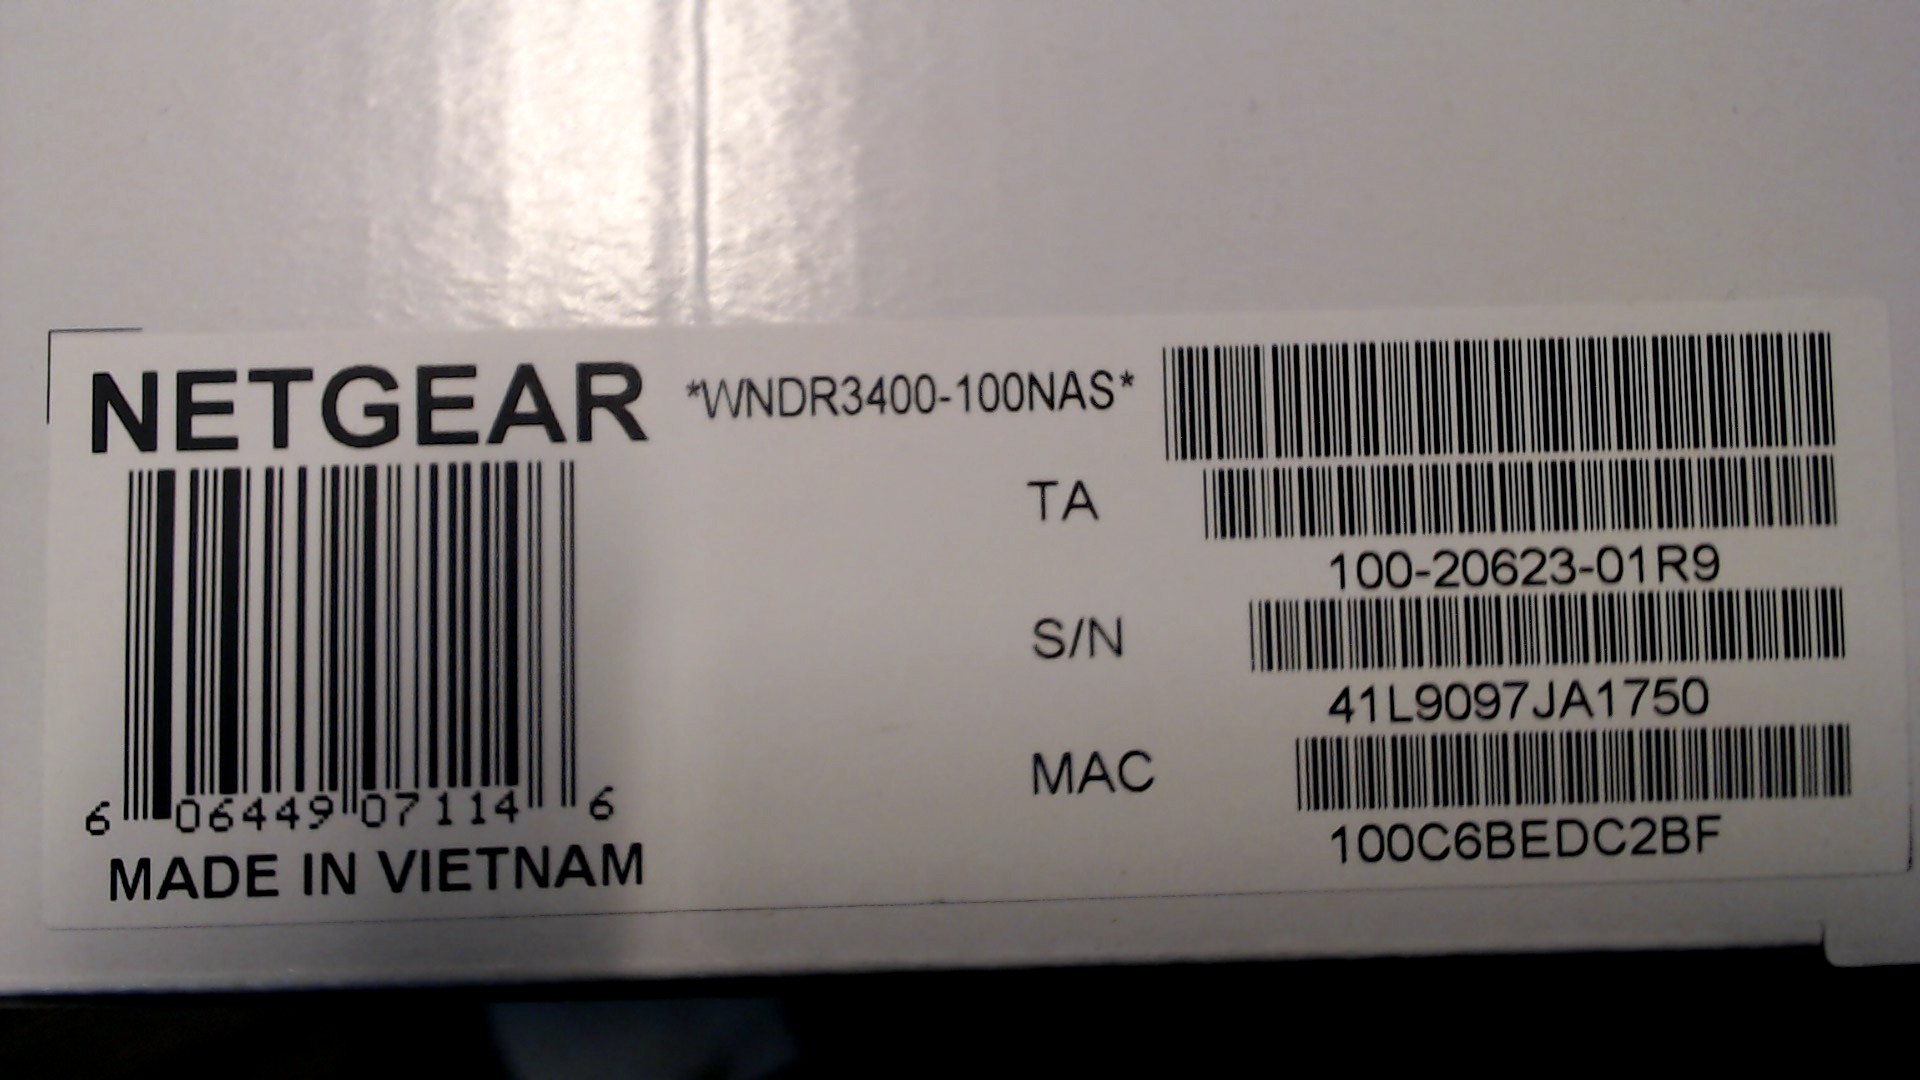 NETGEAR *WNDR3400-100NAS*
TA
100-20623-01R9
S/N
41L9097JA1750
MAC
100C6BEDC2BF
6 06449 07114 6
MADE IN VIETNAM